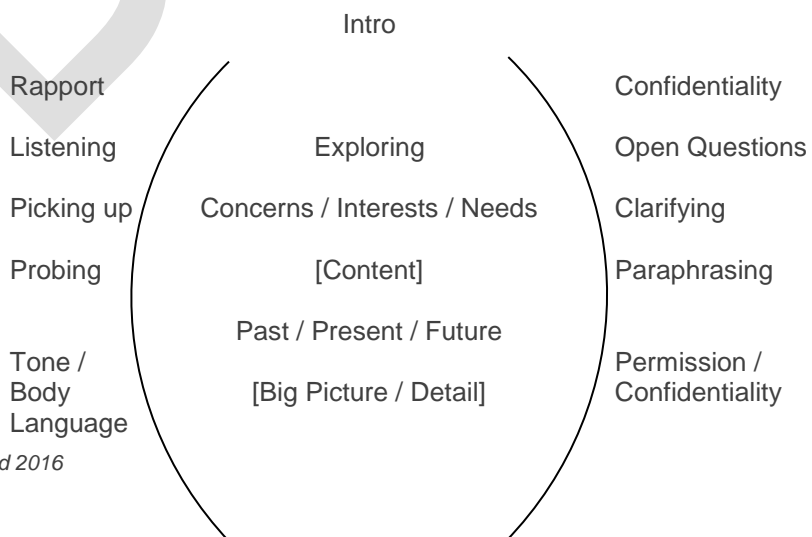 Intro
Rapport
Confidentiality
Listening
Exploring
Open Questions
Picking up
Concerns / Interests / Needs
Clarifying
Probing
[Content]
Paraphrasing
Past / Present / Future
Tone /
Body
Language
[Big Picture / Detail]
Permission /
Confidentiality
2016